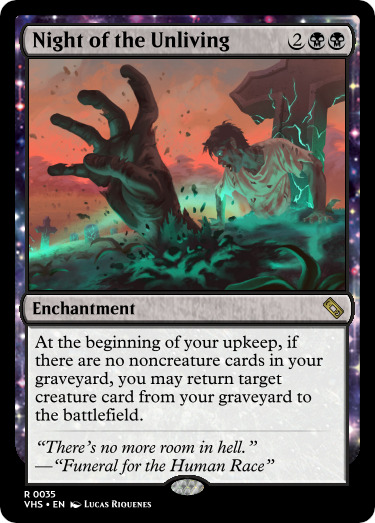 Night of the Unliving 2
Enchantment
At the beginning of your upkeep, if
there are no noncreature cards in your
graveyard, you may return target
creature card from your graveyard to
the battlefield.
“There’s no more room in hell.”
—“Funeral for the Human Race”
R 0035
VHS • EN Lucas Riquenes